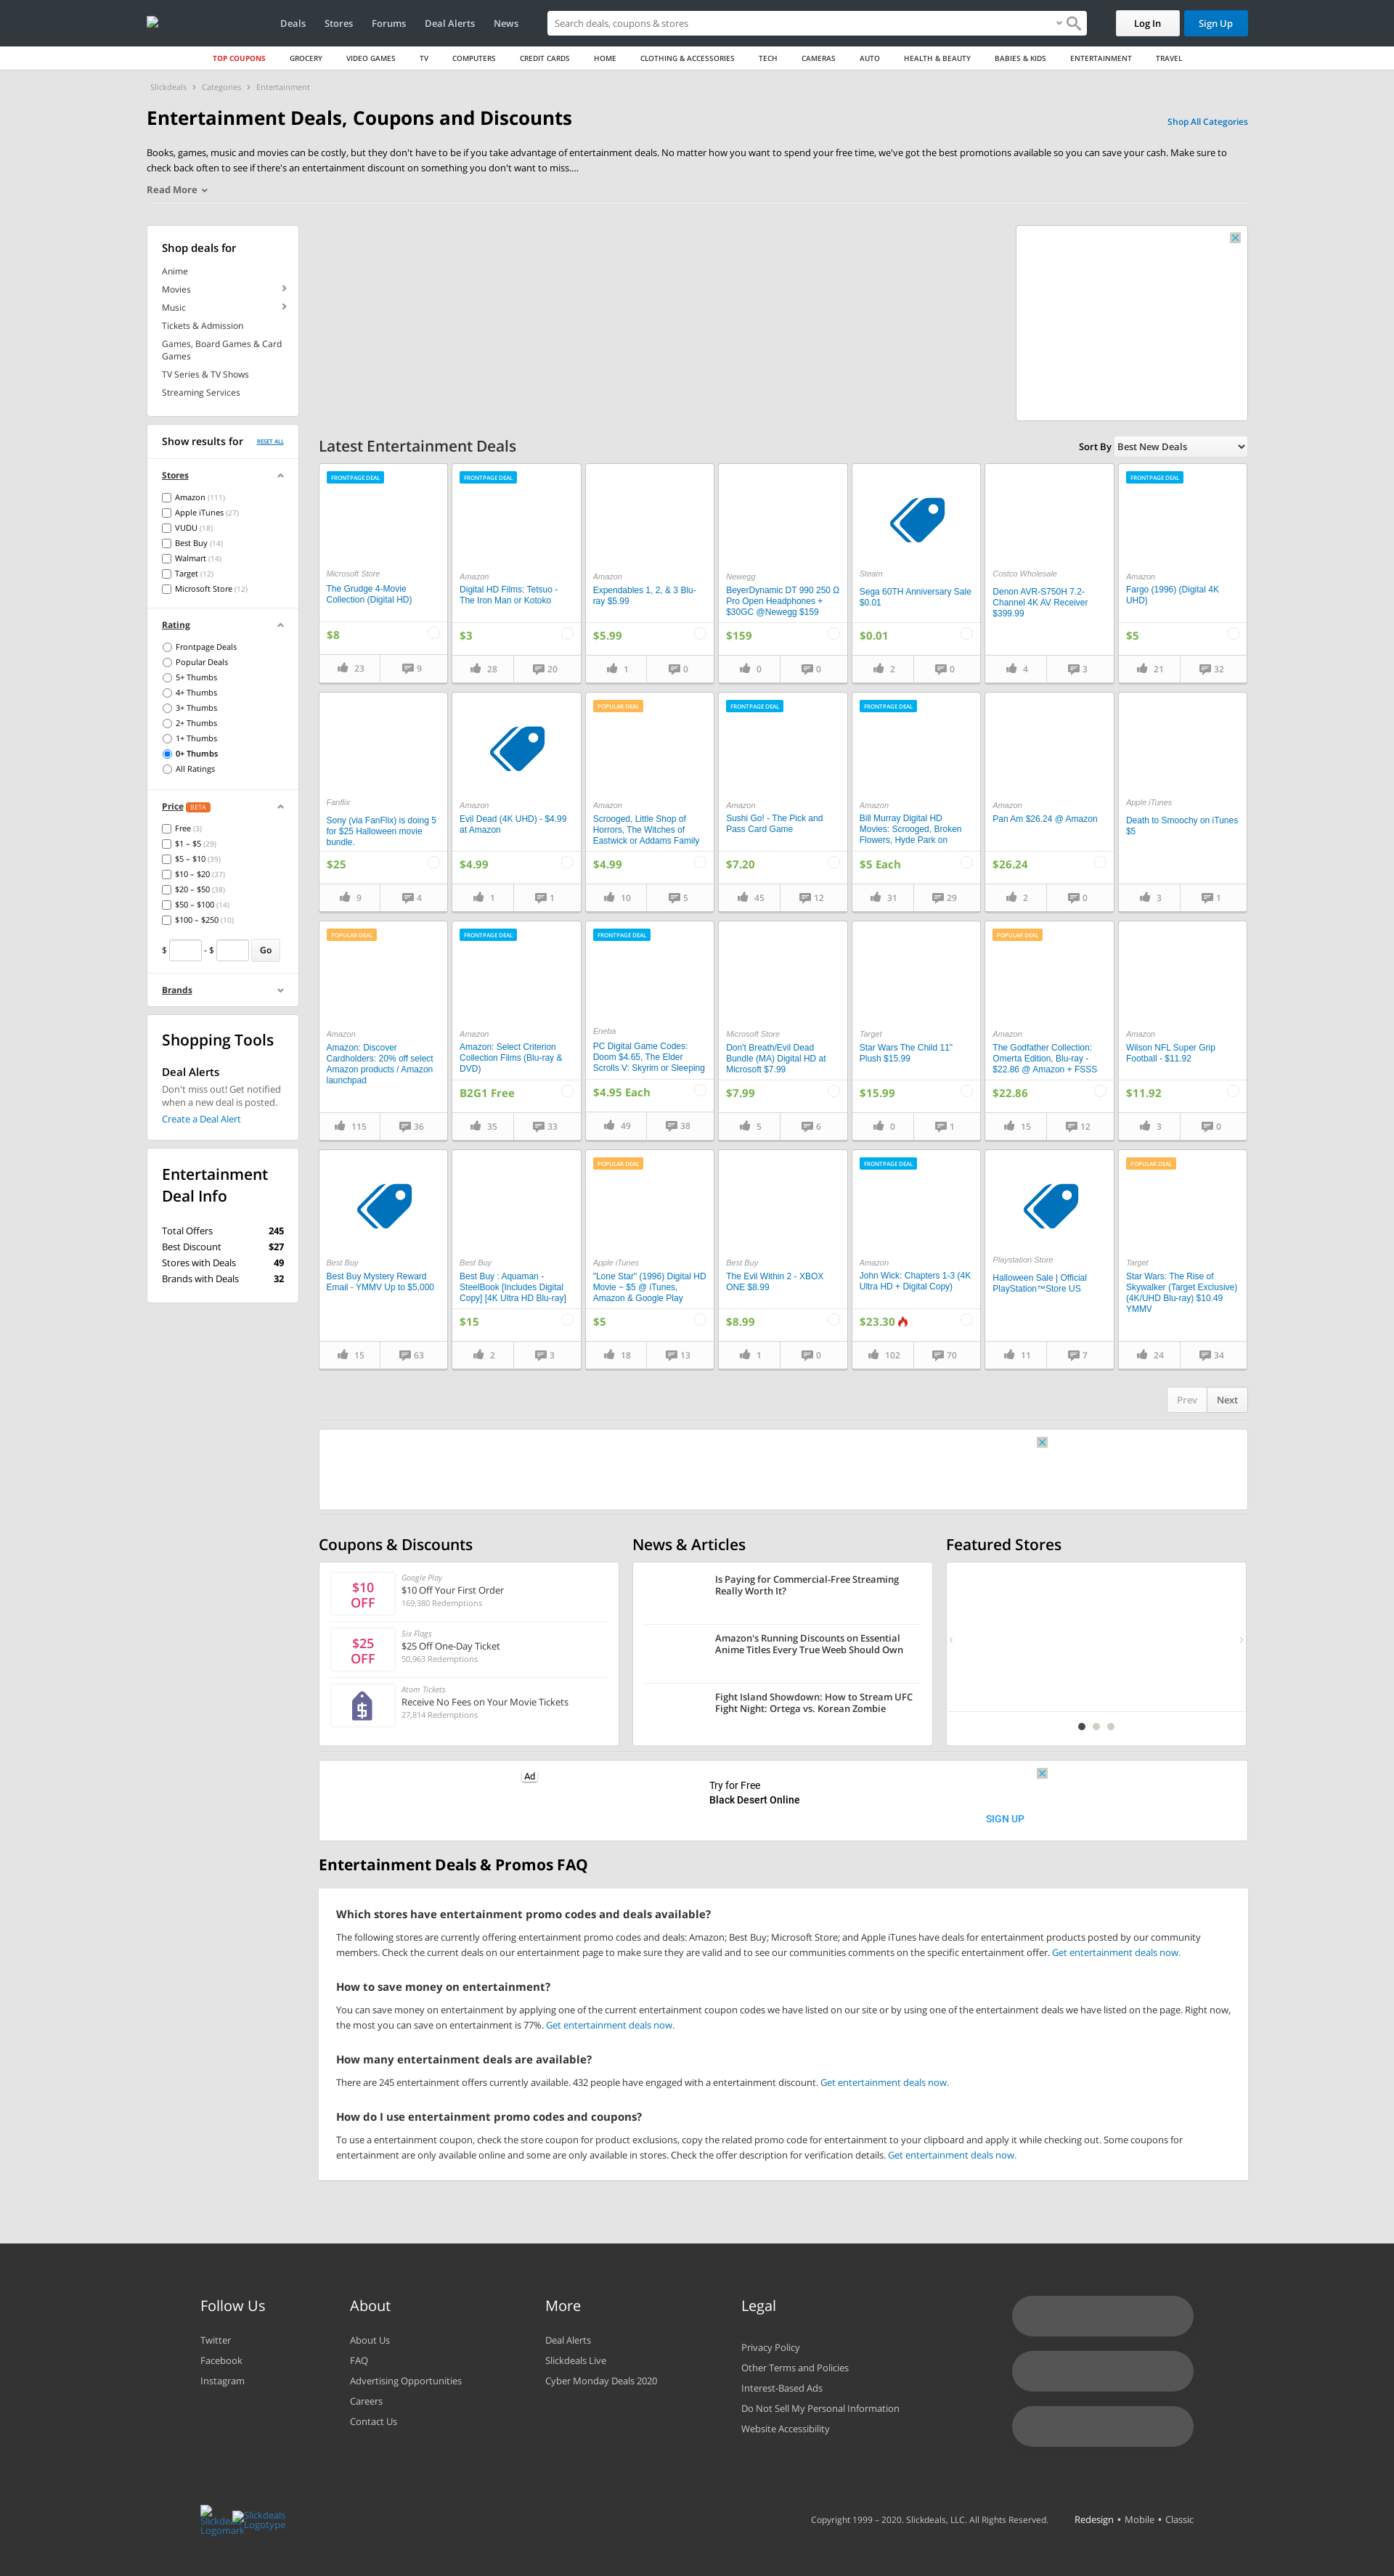 Deals Stores Forums Deal Alerts News Search deals, coupons & stores Log In Sign Up
TOP COUPONS GROCERY VIDEO GAMES TV COMPUTERS CREDIT CARDS HOME CLOTHING & ACCESSORIES TECH CAMERAS AUTO HEALTH & BEAUTY BABIES & KIDS ENTERTAINMENT TRAVEL
Slickdeals › Categories › Entertainment
Entertainment Deals, Coupons and Discounts
Shop All Categories
Books, games, music and movies can be costly, but they don't have to be if you take advantage of entertainment deals. No matter how you want to spend your free time, we've got the best promotions available so you can save your cash. Make sure to
check back often to see if there's an entertainment discount on something you don't want to miss....
Read More
Shop deals for
Anime
Movies
Music
Tickets & Admission
Games, Board Games & Card
Games
TV Series & TV Shows
Streaming Services
Show results for RESET ALL
Stores
Amazon (111)
Apple iTunes (27)
VUDU (18)
Best Buy (14)
Walmart (14)
Target (12)
Microsoft Store (12)
Rating
Frontpage Deals
Popular Deals
5+ Thumbs
4+ Thumbs
3+ Thumbs
2+ Thumbs
1+ Thumbs
0+ Thumbs
All Ratings
Price BETA
Free (3)
$1 – $5 (29)
$5 – $10 (39)
$10 – $20 (37)
$20 – $50 (38)
$50 – $100 (14)
$100 – $250 (10)
$ - $ Go
Brands
Shopping Tools
Deal Alerts
Don't miss out! Get notified
when a new deal is posted.
Create a Deal Alert
Entertainment
Deal Info
Total Offers 245
Best Discount $27
Stores with Deals 49
Brands with Deals 32
Latest Entertainment Deals
Sort By Best New Deals
FRONTPAGE DEAL
Microsoft Store
The Grudge 4-Movie
Collection (Digital HD)
$8
23 9
FRONTPAGE DEAL
Amazon
Digital HD Films: Tetsuo -
The Iron Man or Kotoko
$3
28 20
Amazon
Expendables 1, 2, & 3 Blu-
ray $5.99
$5.99
1 0
Newegg
BeyerDynamic DT 990 250 Ω
Pro Open Headphones +
$30GC @Newegg $159
$159
0 0
Steam
Sega 60TH Anniversary Sale
$0.01
$0.01
2 0
Costco Wholesale
Denon AVR-S750H 7.2-
Channel 4K AV Receiver
$399.99
4 3
FRONTPAGE DEAL
Amazon
Fargo (1996) (Digital 4K
UHD)
$5
21 32
Fanflix
Sony (via FanFlix) is doing 5
for $25 Halloween movie
bundle.
$25
9 4
Amazon
Evil Dead (4K UHD) - $4.99
at Amazon
$4.99
1 1
POPULAR DEAL
Amazon
Scrooged, Little Shop of
Horrors, The Witches of
Eastwick or Addams Family
$4.99
10 5
FRONTPAGE DEAL
Amazon
Sushi Go! - The Pick and
Pass Card Game
$7.20
45 12
FRONTPAGE DEAL
Amazon
Bill Murray Digital HD
Movies: Scrooged, Broken
Flowers, Hyde Park on
$5 Each
31 29
Amazon
Pan Am $26.24 @ Amazon
$26.24
2 0
Apple iTunes
Death to Smoochy on iTunes
$5
3 1
POPULAR DEAL
Amazon
Amazon: Discover
Cardholders: 20% off select
Amazon products / Amazon
launchpad
115 36
FRONTPAGE DEAL
Amazon
Amazon: Select Criterion
Collection Films (Blu-ray &
DVD)
B2G1 Free
35 33
FRONTPAGE DEAL
Eneba
PC Digital Game Codes:
Doom $4.65, The Elder
Scrolls V: Skyrim or Sleeping
$4.95 Each
49 38
Microsoft Store
Don't Breath/Evil Dead
Bundle (MA) Digital HD at
Microsoft $7.99
$7.99
5 6
Target
Star Wars The Child 11"
Plush $15.99
$15.99
0 1
POPULAR DEAL
Amazon
The Godfather Collection:
Omerta Edition, Blu-ray -
$22.86 @ Amazon + FSSS
$22.86
15 12
Amazon
Wilson NFL Super Grip
Football - $11.92
$11.92
3 0
Best Buy
Best Buy Mystery Reward
Email - YMMV Up to $5,000
15 63
Best Buy
Best Buy : Aquaman -
SteelBook [Includes Digital
Copy] [4K Ultra HD Blu-ray]
$15
2 3
POPULAR DEAL
Apple iTunes
"Lone Star" (1996) Digital HD
Movie ~ $5 @ iTunes,
Amazon & Google Play
$5
18 13
Best Buy
The Evil Within 2 - XBOX
ONE $8.99
$8.99
1 0
FRONTPAGE DEAL
Amazon
John Wick: Chapters 1-3 (4K
Ultra HD + Digital Copy)
$23.30
102 70
Playstation Store
Halloween Sale | Official
PlayStation™Store US
11 7
POPULAR DEAL
Target
Star Wars: The Rise of
Skywalker (Target Exclusive)
(4K/UHD Blu-ray) $10.49
YMMV
24 34
Prev Next
Coupons & Discounts
$10
OFF
Google Play
$10 Off Your First Order
169,380 Redemptions
$25
OFF
Six Flags
$25 Off One-Day Ticket
50,963 Redemptions
Atom Tickets
Receive No Fees on Your Movie Tickets
27,814 Redemptions
News & Articles
Is Paying for Commercial-Free Streaming
Really Worth It?
Amazon's Running Discounts on Essential
Anime Titles Every True Weeb Should Own
Fight Island Showdown: How to Stream UFC
Fight Night: Ortega vs. Korean Zombie
Featured Stores
Ad
Try for Free
Black Desert Online
SIGN UP
Entertainment Deals & Promos FAQ
Which stores have entertainment promo codes and deals available?
The following stores are currently offering entertainment promo codes and deals: Amazon; Best Buy; Microsoft Store; and Apple iTunes have deals for entertainment products posted by our community
members. Check the current deals on our entertainment page to make sure they are valid and to see our communities comments on the specific entertainment offer. Get entertainment deals now.
How to save money on entertainment?
You can save money on entertainment by applying one of the current entertainment coupon codes we have listed on our site or by using one of the entertainment deals we have listed on the page. Right now,
the most you can save on entertainment is 77%. Get entertainment deals now.
How many entertainment deals are available?
There are 245 entertainment offers currently available. 432 people have engaged with a entertainment discount. Get entertainment deals now.
How do I use entertainment promo codes and coupons?
To use a entertainment coupon, check the store coupon for product exclusions, copy the related promo code for entertainment to your clipboard and apply it while checking out. Some coupons for
entertainment are only available online and some are only available in stores. Check the offer description for verification details. Get entertainment deals now.
Follow Us
Twitter
Facebook
Instagram
About
About Us
FAQ
Advertising Opportunities
Careers
Contact Us
More
Deal Alerts
Slickdeals Live
Cyber Monday Deals 2020
Legal
Privacy Policy
Other Terms and Policies
Interest-Based Ads
Do Not Sell My Personal Information
Website Accessibility
Slickdeals
Logomark
Slickdeals
Logotype
Copyright 1999 – 2020. Slickdeals, LLC. All Rights Reserved. Redesign • Mobile • Classic